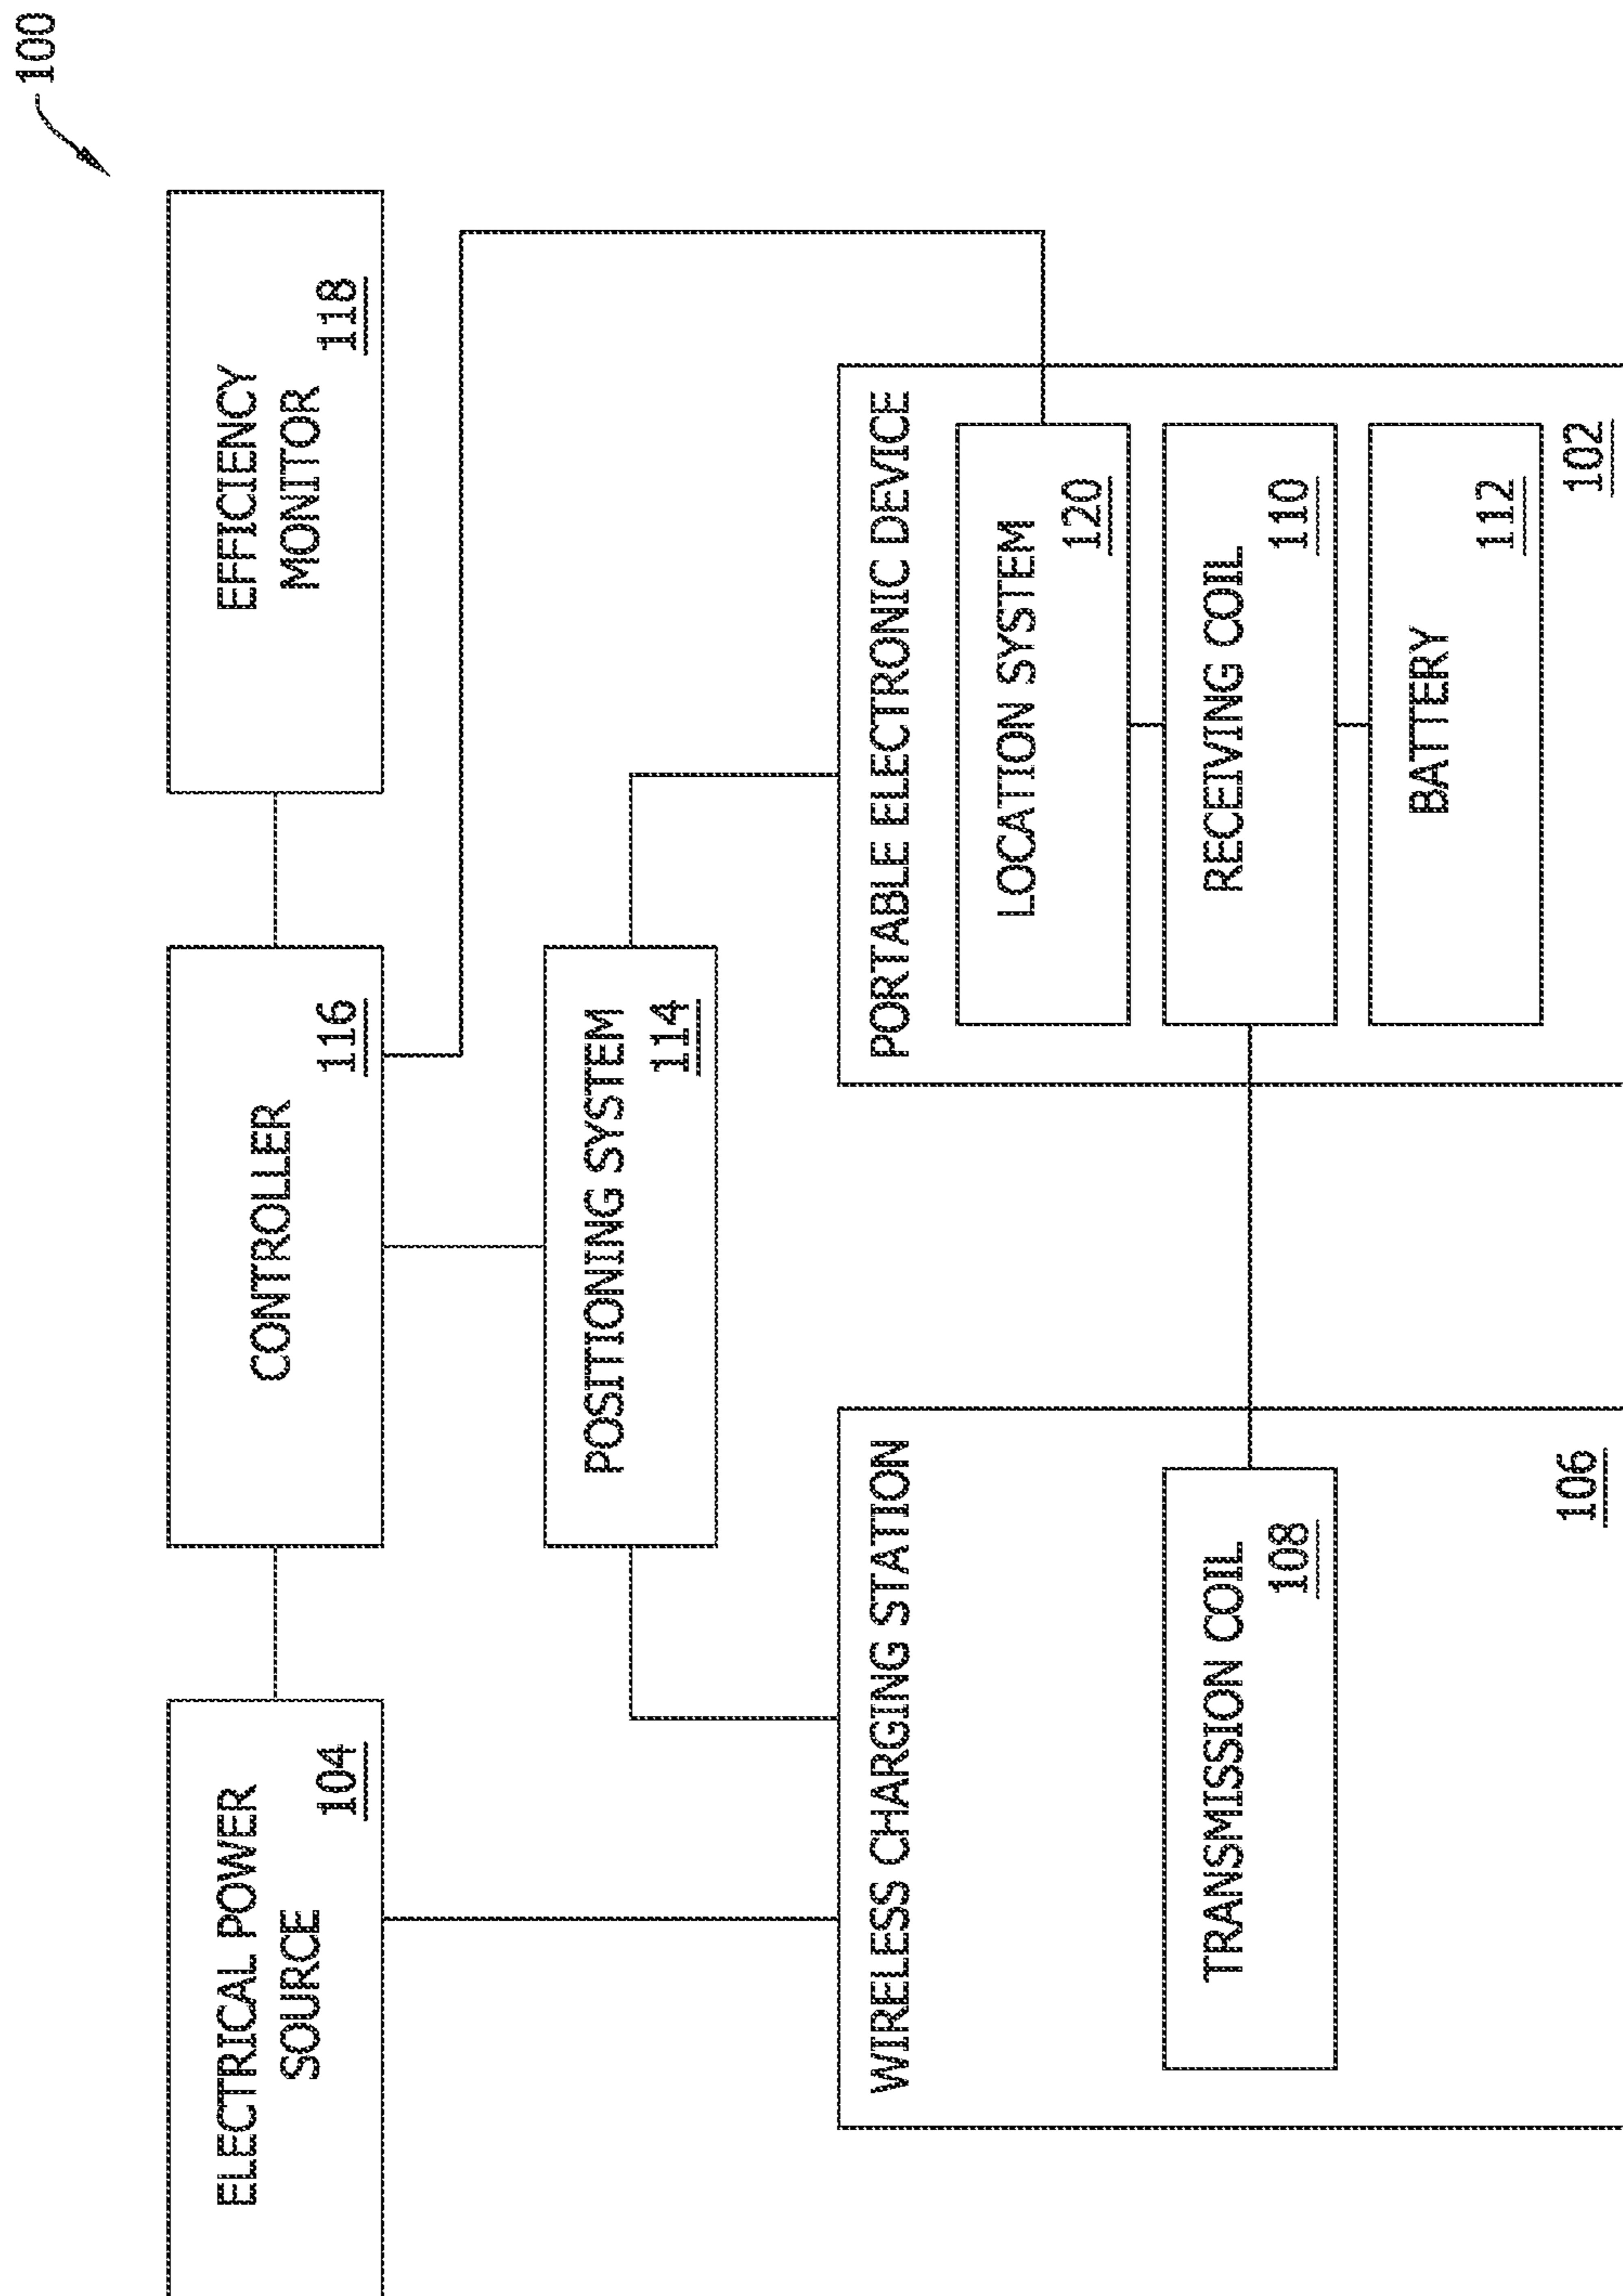 100
ELECTRICAL POWER
SOURCE
104
CONTROLLER
116
EFFICIENCY
MONITOR
118
POSITIONING SYSTEM
114
WIRELESS CHARGING STATION
TRANSMISSION COIL
108
106
PORTABLE ELECTRONIC DEVICE
LOCATION SYSTEM
120
RECEIVING COIL
110
BATTERY
112
102